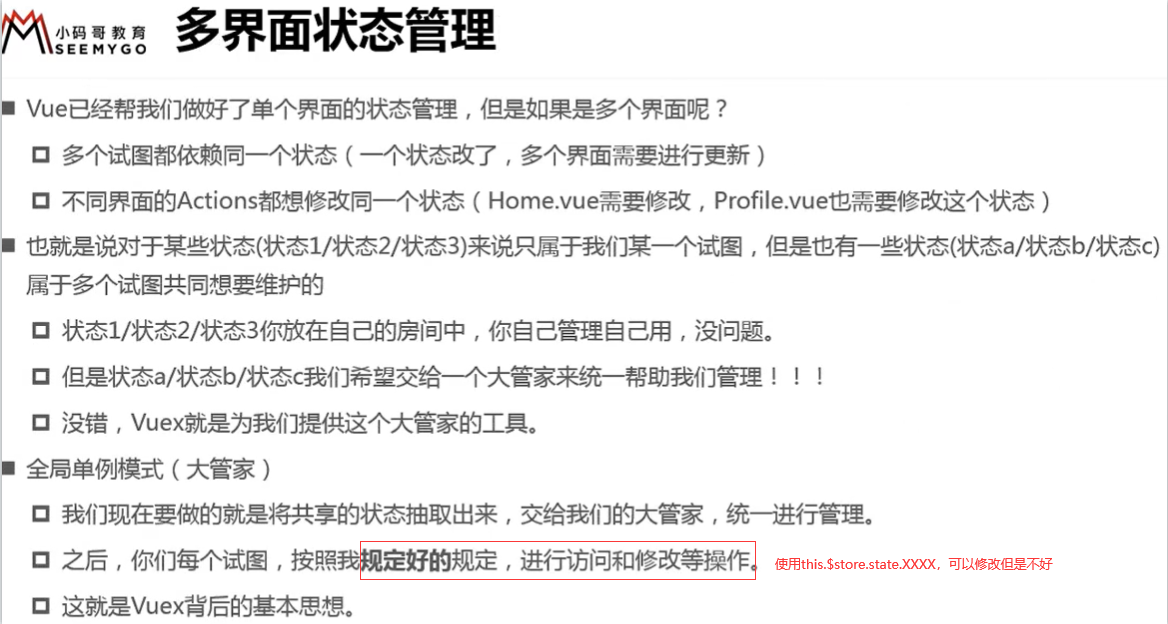 小码哥教育
SEEMYGO
多界面状态管理
Vue已经帮我们做好了单个界面的状态管理，但是如果是多个界面呢？
多个试图都依赖同一个状态（一个状态改了，多个界面需要进行更新）
不同界面的Actions都想修改同一个状态（Home.vue需要修改，Profile.vue也需要修改这个状态）
也就是说对于某些状态(状态1/状态2/状态3)来说只属于我们某一个试图，但是也有一些状态(状态a/状态b/状态c)
属于多个试图共同想要维护的
状态1/状态2/状态3你放在自己的房间中，你自己管理自己用，没问题。
但是状态a/状态b/状态c我们希望交给一个大管家来统一帮助我们管理！！！
没错，Vuex就是为我们提供这个大管家的工具。
全局单例模式（大管家）
我们现在要做的就是将共享的状态抽取出来，交给我们的大管家，统一进行管理。
之后，你们每个试图，按照我规定好的规定，进行访问和修改等操作。 使用this.$store.state.XXXX，可以修改但是不好
这就是Vuex背后的基本思想。